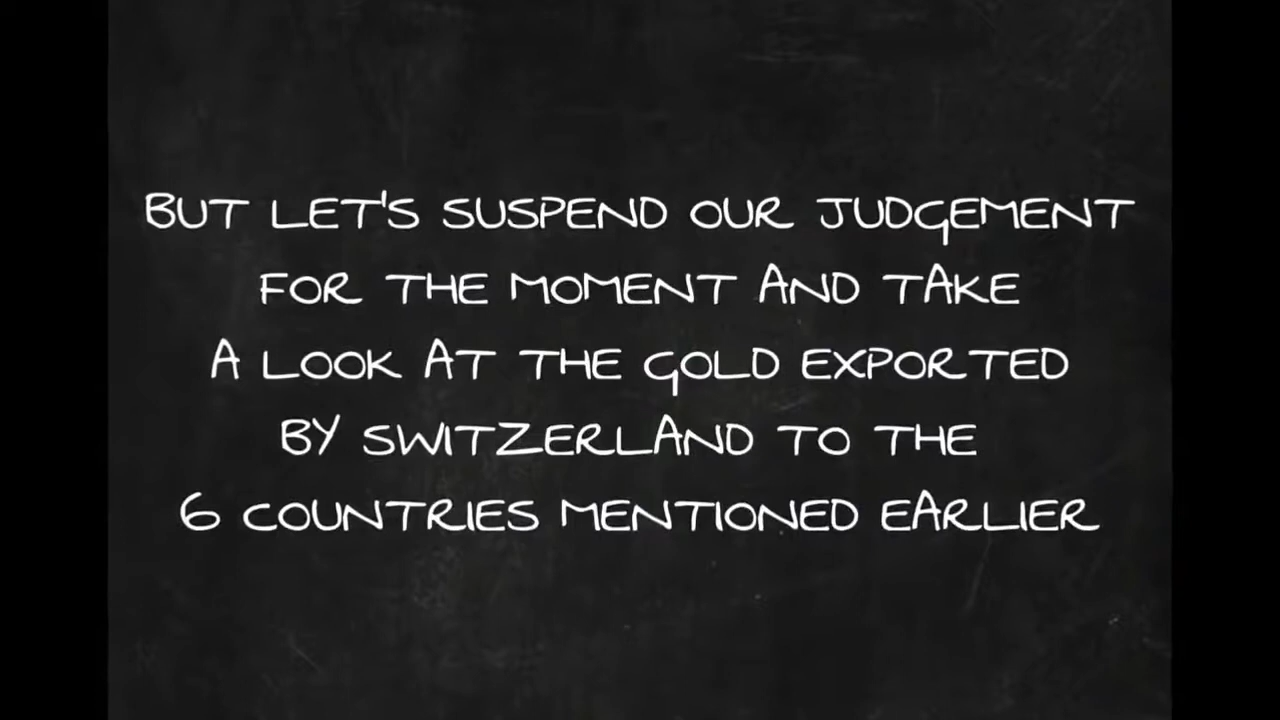 BUT LET'S SUSPEND OUR JUDGEMENT
FOR THE MOMENT AND TAKE
A LOOK AT THE GOLD EXPORTED
BY SWITZERLAND TO THE
6 COUNTRIES MENTIONED EARLIER